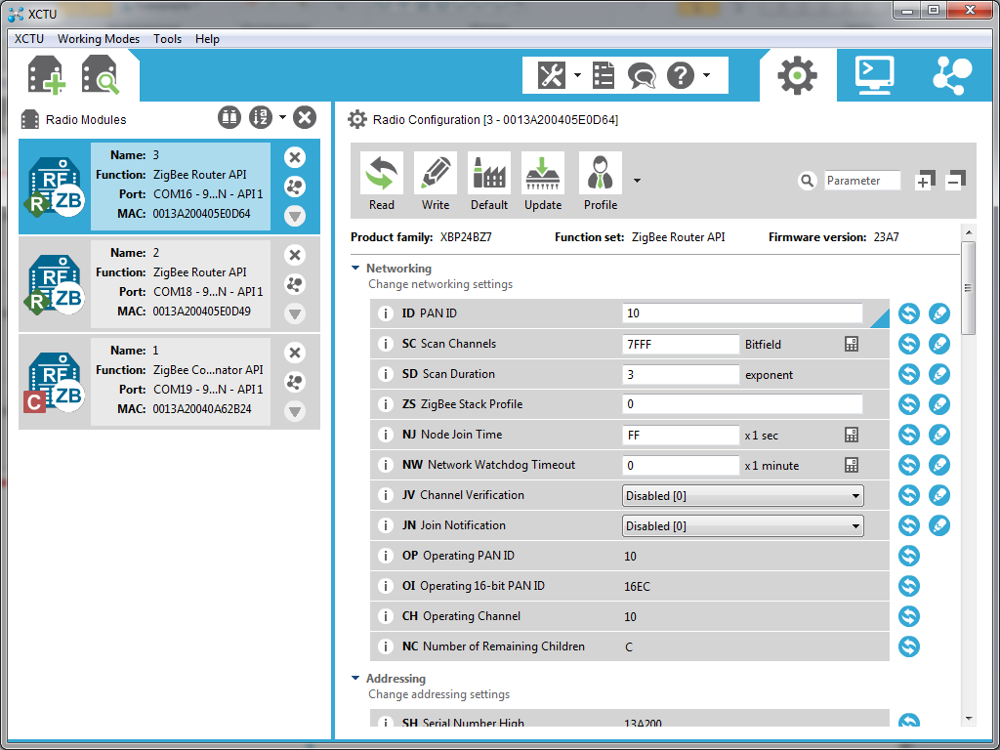 XCTU
XCTU Working Modes Tools Help
Radio Modules
Name: 3
Function: ZigBee Router API
Port: COM16 - 9...N - API 1
MAC: 0013A200405E0D64
Name: 2
Function: ZigBee Router API
Port: COM18 - 9...N - API 1
MAC: 0013A200405E0D49
Name: 1
Function: ZigBee Co...nator API
Port: COM19 - 9...N - API 1
MAC: 0013A20040A62B24
RF
R ZB
RF
R ZB
RF
C ZB
Radio Configuration [3 - 0013A200405E0D64]
Read Write Default Update Profile Parameter
Product family: XBP24BZ7 Function set: ZigBee Router API Firmware version: 23A7
Networking
Change networking settings
i ID PAN ID 10
i SC Scan Channels 7FFF Bitfield
i SD Scan Duration 3 exponent
i ZS ZigBee Stack Profile 0
i NJ Node Join Time FF x 1 sec
i NW Network Watchdog Timeout 0 x 1 minute
i JV Channel Verification Disabled [0]
i JN Join Notification Disabled [0]
i OP Operating PAN ID 10
i OI Operating 16-bit PAN ID 16EC
i CH Operating Channel 10
i NC Number of Remaining Children C
Addressing
Change addressing settings
i SH Serial Number High 13A200